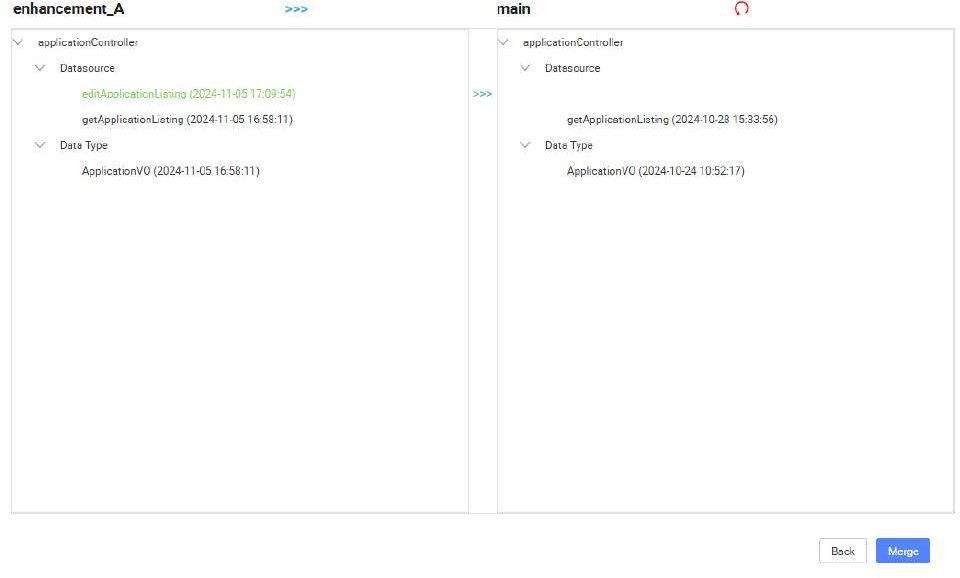 enhancement_A >>> main
applicationController
Datasource
editApplicationListing (2024-11-05 17:09:54)
getApplicationListing (2024-11-05 16:58:11)
Data Type
ApplicationVO (2024-11-05 16:58:11)
>>>
applicationController
Datasource
getApplicationListing (2024-10-28 15:33:56)
Data Type
ApplicationVO (2024-10-24 10:52:17)
Back Merge